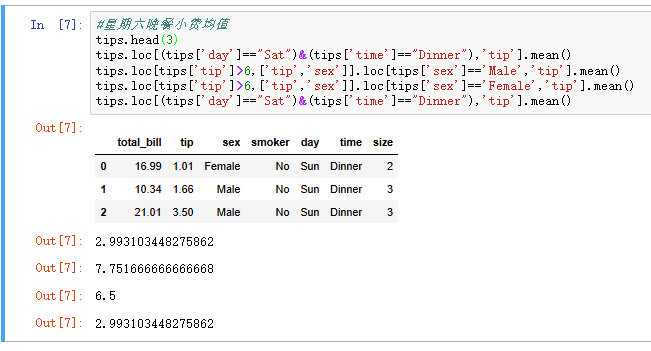 In [7]: #星期六晚餐小费均值
tips.head(3)
tips.loc[(tips['day']=="Sat")&(tips['time']=="Dinner"),'tip'].mean()
tips.loc[tips['tip']>6,['tip','sex']].loc[tips['sex']=='Male','tip'].mean()
tips.loc[tips['tip']>6,['tip','sex']].loc[tips['sex']=='Female','tip'].mean()
tips.loc[(tips['day']=="Sat")&(tips['time']=="Dinner"),'tip'].mean()
Out[7]:
total_bill tip sex smoker day time size
0 16.99 1.01 Female No Sun Dinner 2
1 10.34 1.66 Male No Sun Dinner 3
2 21.01 3.50 Male No Sun Dinner 3
Out[7]: 2.993103448275862
Out[7]: 7.751666666666668
Out[7]: 6.5
Out[7]: 2.993103448275862